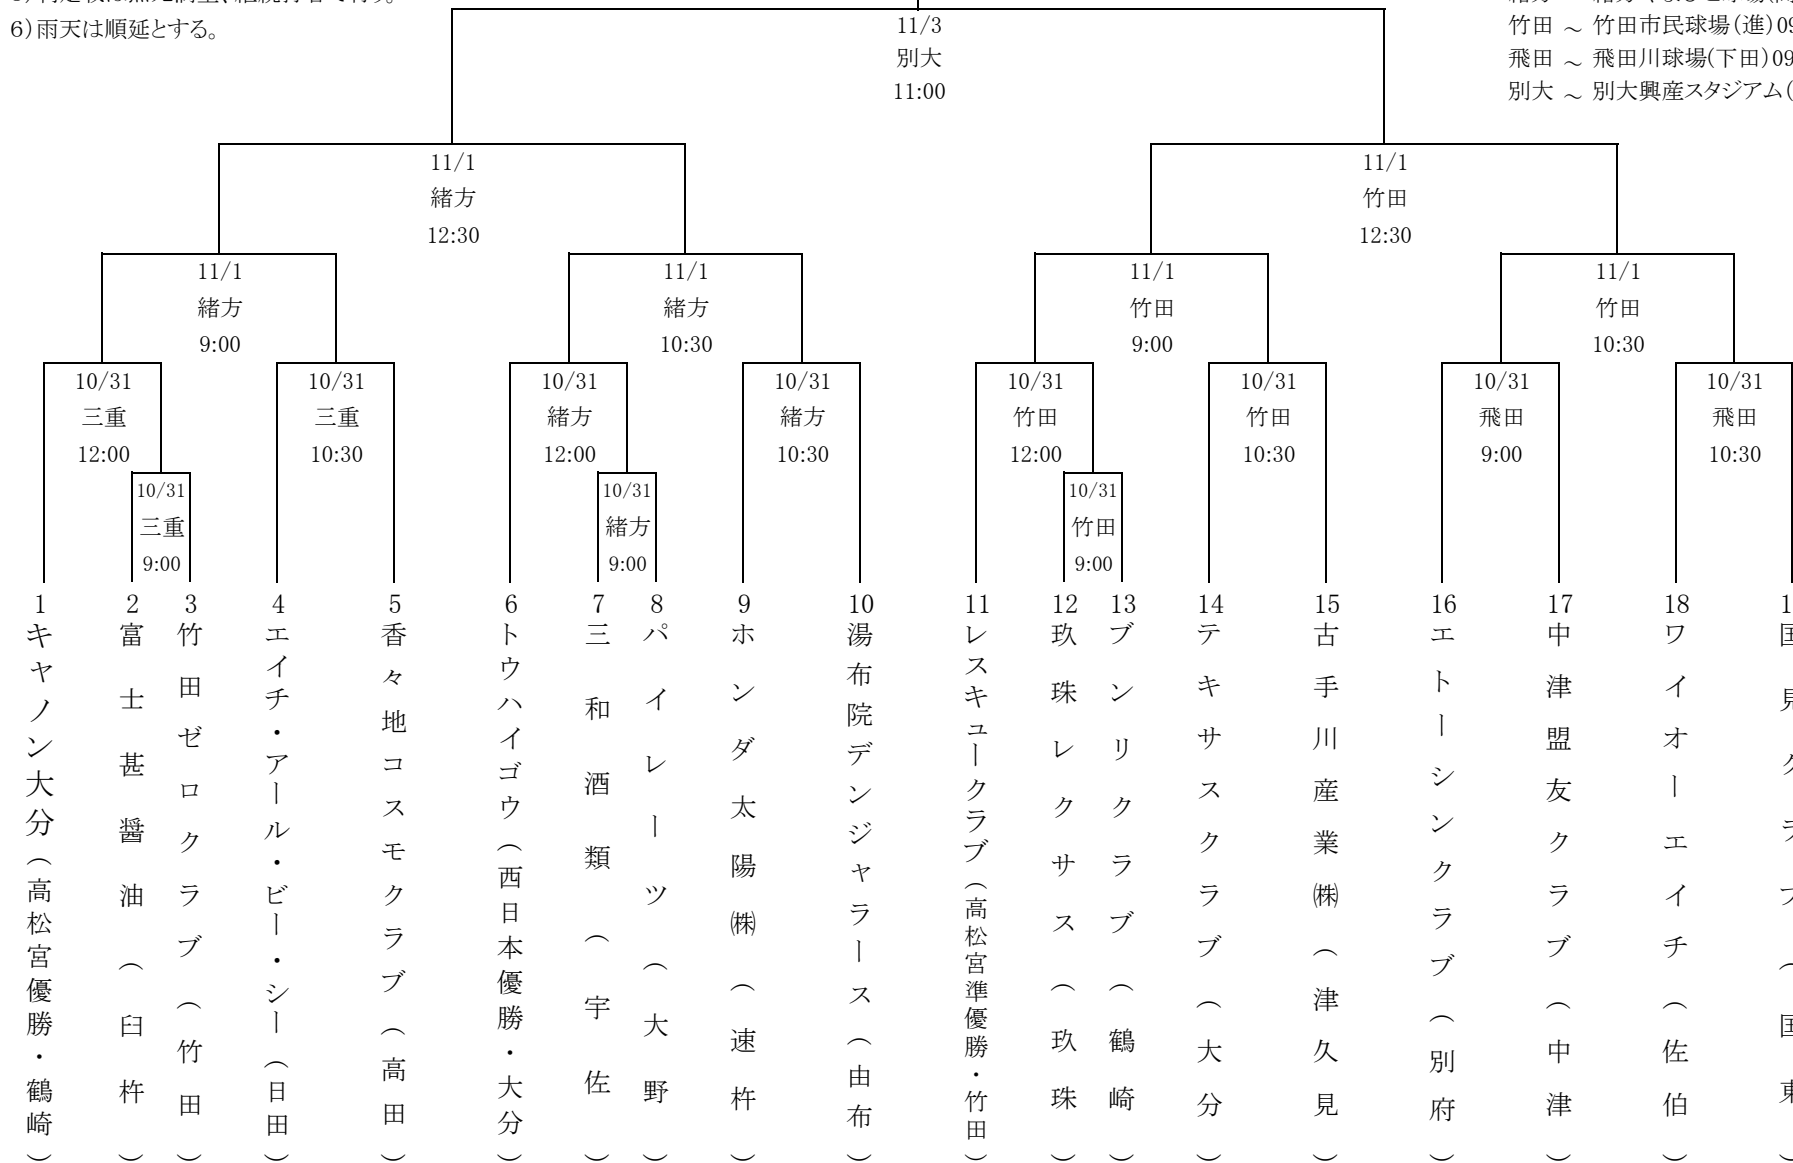 6)雨天は順延とする。
竹田 ～ 竹田市民球場(進)09
飛田 ～ 飛田川球場(下田)09
別大 ～ 別大興産スタジアム(
11/3
別大
11:00
11/1
緒方
12:30
11/1
竹田
12:30
11/1
緒方
9:00
11/1
緒方
10:30
11/1
竹田
9:00
11/1
竹田
10:30
10/31
三重
12:00
10/31
三重
10:30
10/31
緒方
12:00
10/31
緒方
10:30
10/31
竹田
12:00
10/31
竹田
10:30
10/31
飛田
9:00
10/31
飛田
10:30
10/31
三重
9:00
10/31
緒方
9:00
10/31
竹田
9:00
1
キヤノン大分(高松宮優勝・鶴崎)
2
富士甚醤油(臼杵)
3
竹田ゼロクラブ(竹田)
4
エイチ・アール・ビー・シー(日田)
5
香々地コスモクラブ(高田)
6
トウハイゴウ(西日本優勝・大分)
7
三和酒類(宇佐)
8
パイレーツ(大野)
9
ホンダ太陽㈱(速杵)
10
湯布院デンジャラース(由布)
11
レスキュークラブ(高松宮準優勝・竹田)
12
玖珠レクサス(玖珠)
13
ブンリクラブ(鶴崎)
14
テキサスクラブ(大分)
15
古手川産業㈱(津久見)
16
エトーシンクラブ(別府)
17
中津盟友クラブ(中津)
18
ワイオーエイチ(佐伯)